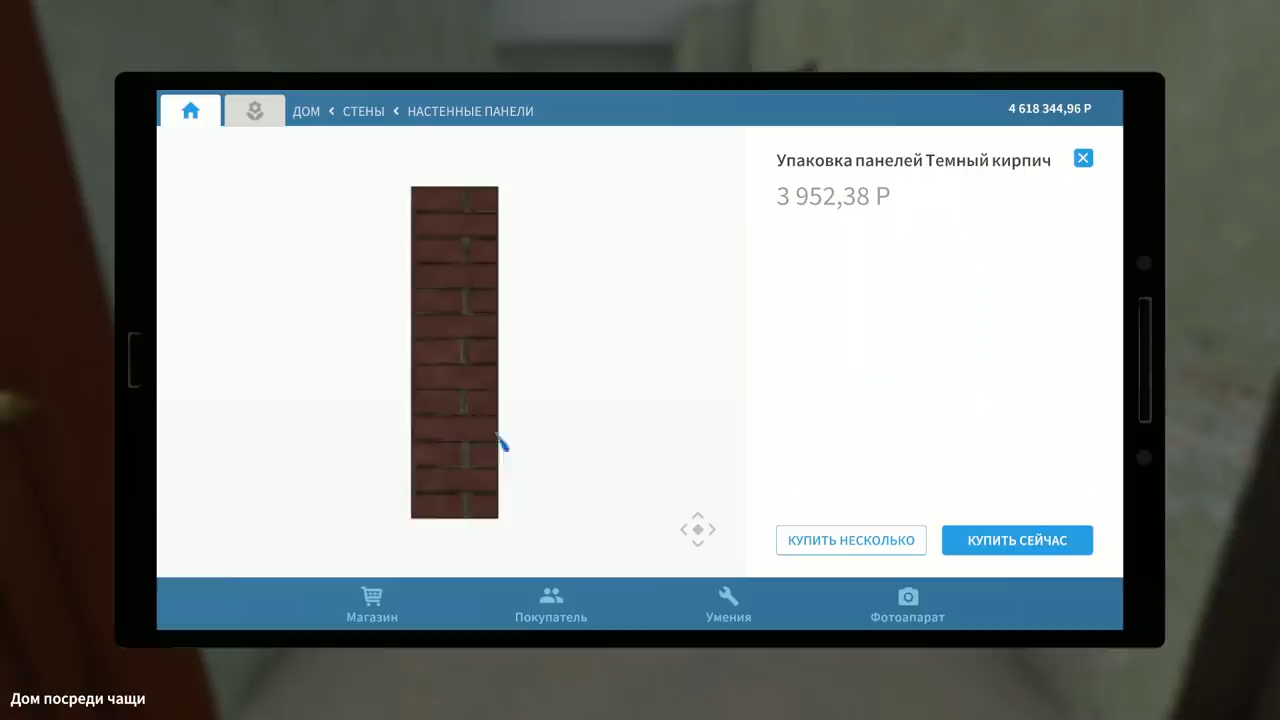 ДОМ < СТЕНЫ < НАСТЕННЫЕ ПАНЕЛИ
4 618 344,96 Р
Упаковка панелей Темный кирпич
3 952,38 Р
КУПИТЬ НЕСКОЛЬКО
КУПИТЬ СЕЙЧАС
Магазин
Покупатель
Умения
Фотоапарат
Дом посреди чащи